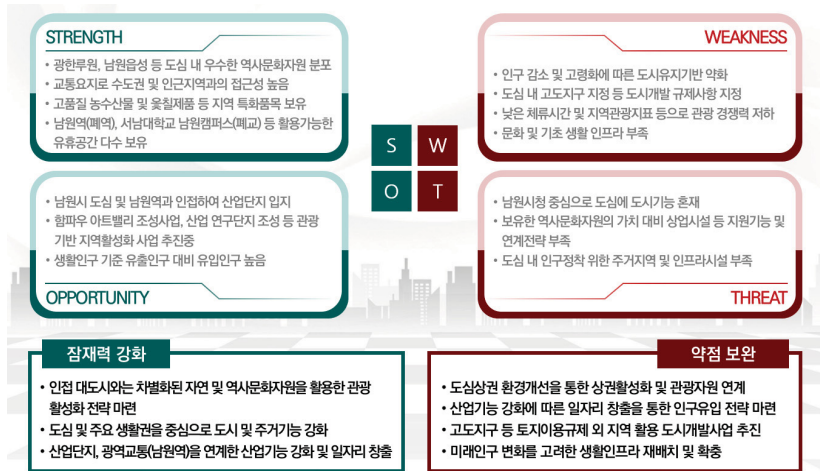 STRENGTH
• 광한루원, 남원읍성 등 도심 내 우수한 역사문화자원 분포
• 교통요지로 수도권 및 인근지역과의 접근성 높음
• 고품질 농수산물 및 옻칠제품 등 지역 특화품목 보유
• 남원역(폐역), 서남대학교 남원캠퍼스(폐교) 등 활용가능한
유휴공간 다수 보유
WEAKNESS
• 인구 감소 및 고령화에 따른 도시유지기반 약화
• 도심 내 고도지구 지정 등 도시개발 규제사항 지정
• 낮은 체류시간 및 지역관광지표 등으로 관광 경쟁력 저하
• 문화 및 기초 생활 인프라 부족
S W
O T
• 남원시 도심 및 남원역과 인접하여 산업단지 입지
• 함파우 아트밸리 조성사업, 산업 연구단지 조성 등 관광
기반 지역활성화 사업 추진중
• 생활인구 기준 유출인구 대비 유입인구 높음
OPPORTUNITY
• 남원시청 중심으로 도심에 도시기능 혼재
• 보유한 역사문화자원의 가치 대비 상업시설 등 지원기능 및
연계전략 부족
• 도심 내 인구정착 위한 주거지역 및 인프라시설 부족
THREAT
잠재력 강화
• 인접 대도시와는 차별화된 자연 및 역사문화자원을 활용한 관광
활성화 전략 마련
• 도심 및 주요 생활권을 중심으로 도시 및 주거기능 강화
• 산업단지, 광역교통(남원역)을 연계한 산업기능 강화 및 일자리 창출
약점 보완
• 도심상권 환경개선을 통한 상권활성화 및 관광자원 연계
• 산업기능 강화에 따른 일자리 창출을 통한 인구유입 전략 마련
• 고도지구 등 토지이용규제 외 지역 활용 도시개발사업 추진
• 미래인구 변화를 고려한 생활인프라 재배치 및 확충